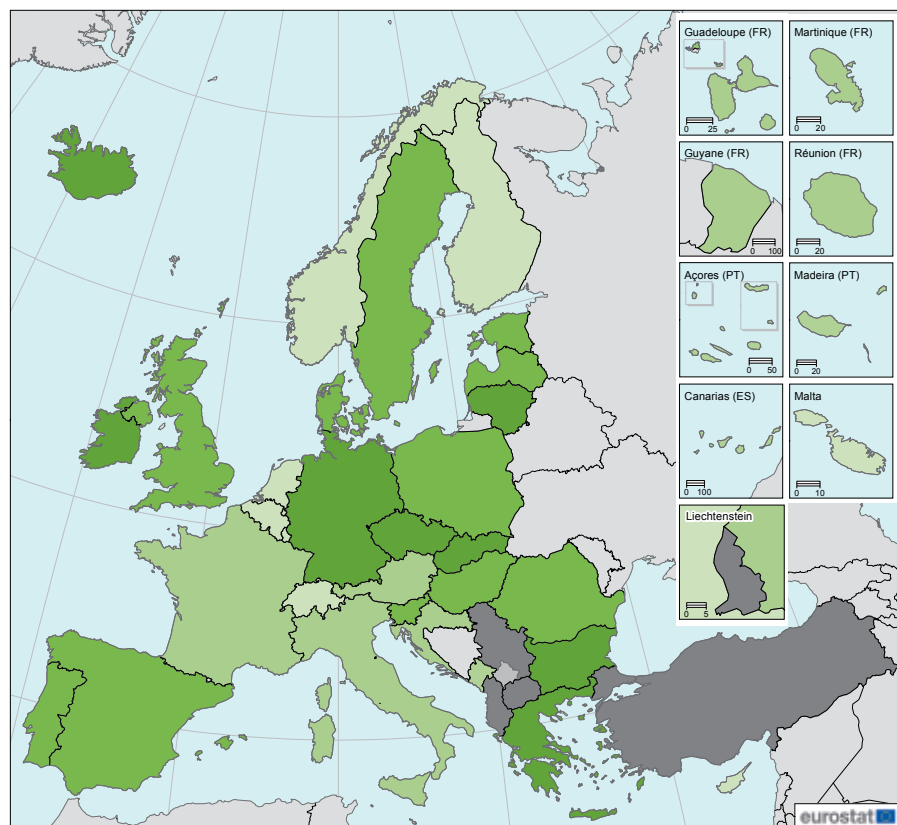 Guadeloupe (FR)
0 25
Martinique (FR)
0 20
Guyane (FR)
0 100
Réunion (FR)
0 20
Açores (PT)
0 50
Madeira (PT)
0 20
Canarias (ES)
0 100
Malta
0 10
Liechtenstein
0 5
eurostat